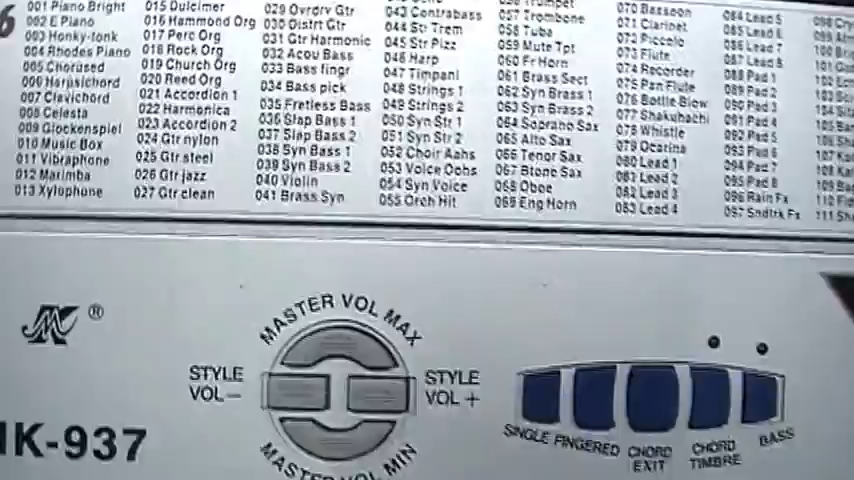 6
001 Piano Bright
002 E Piano
003 Honky-tonk
004 Rhodes Piano
005 Chorused
006 Harpsichord
007 Clavichord
008 Celesta
009 Glockenspiel
010 Music Box
011 Vibraphone
012 Marimba
013 Xylophone
015 Dulcimer
016 Hammond Org
017 Perc Org
018 Rock Org
019 Church Org
020 Reed Org
021 Accordion 1
022 Harmonica
023 Accordion 2
024 Gtr nylon
025 Gtr steel
026 Gtr jazz
027 Gtr clean
029 Ovrdrv Gtr
030 Distrt Gtr
031 Gtr Harmonic
032 Acou Bass
033 Bass fingr
034 Bass pick
035 Fretless Bass
036 Slap Bass 1
037 Slap Bass 2
038 Syn Bass 1
039 Syn Bass 2
040 Violin
041 Brass Syn
043 Contrabass
044 Str Trem
045 Str Pizz
046 Harp
047 Timpani
048 Strings 1
049 Strings 2
050 Syn Str 1
051 Syn Str 2
052 Choir Aahs
053 Voice Oohs
054 Syn Voice
055 Orch Hit
056 Trumpet
057 Trombone
058 Tuba
059 Mute Tpt
060 Fr Horn
061 Brass Sect
062 Syn Brass 1
063 Syn Brass 2
064 Soprano Sax
065 Alto Sax
066 Tenor Sax
067 Btone Sax
068 Oboe
069 Eng Horn
070 Bassoon
071 Clarinet
072 Piccolo
073 Flute
074 Recorder
075 Pan Flute
076 Bottle Blow
077 Shakuhachi
078 Whistle
079 Ocarina
080 Lead 1
081 Lead 2
082 Lead 3
083 Lead 4
084 Lead 5
085 Lead 6
086 Lead 7
087 Lead 8
088 Pad 1
089 Pad 2
090 Pad 3
091 Pad 4
092 Pad 5
093 Pad 6
094 Pad 7
095 Pad 8
096 Rain Fx
097 Sndtrk Fx
111 Sh
MK ®
MASTER VOL MAX
STYLE
VOL −
STYLE
VOL +
MASTER VOL MIN
MK-937
SINGLE
FINGERED
CHORD
EXIT
CHORD
TIMBRE
BASS